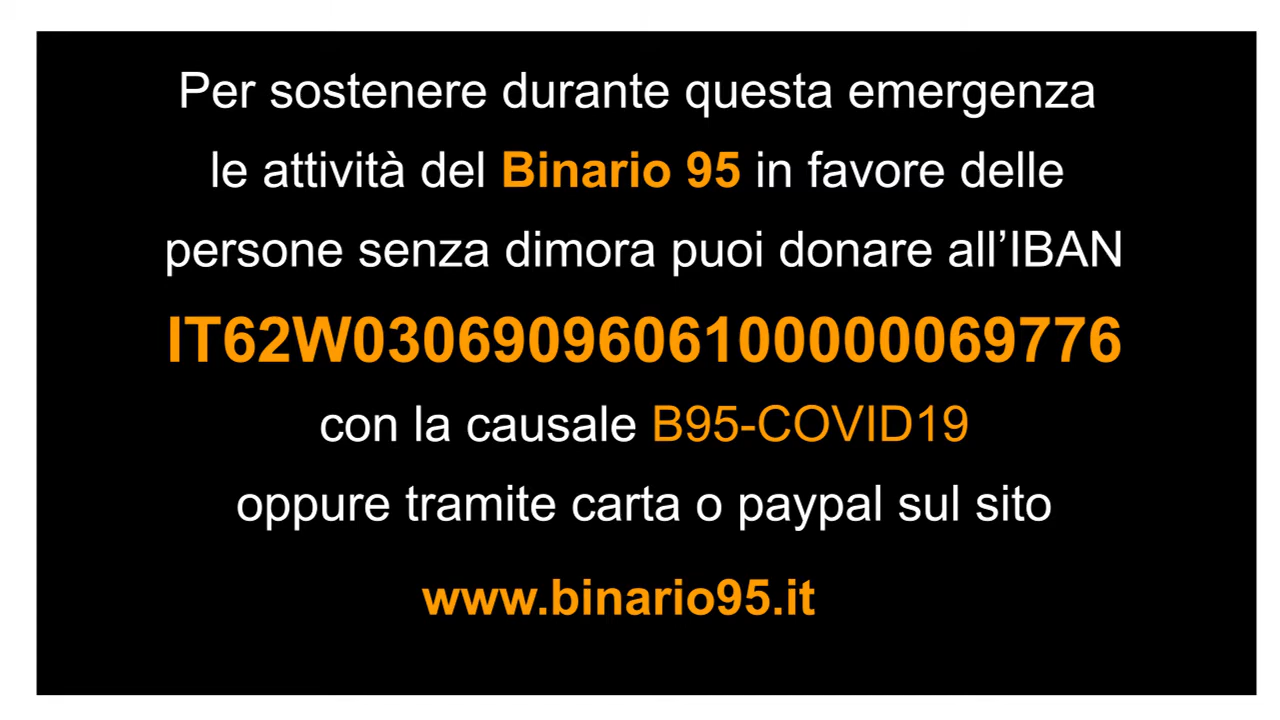 Per sostenere durante questa emergenza
le attività del Binario 95 in favore delle
persone senza dimora puoi donare all’IBAN
IT62W0306909606100000069776
con la causale B95-COVID19
oppure tramite carta o paypal sul sito
www.binario95.it